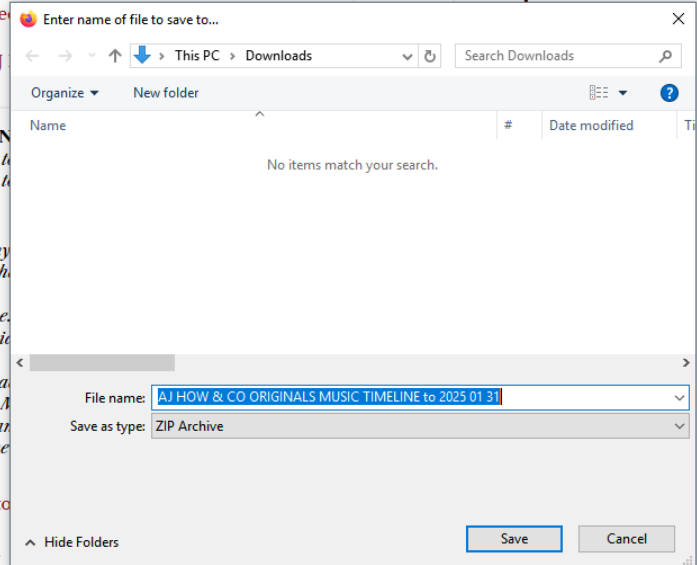 Enter name of file to save to...
This PC > Downloads
Search Downloads
Organize
New folder
Name
#
Date modified
Ti
No items match your search.
File name: AJ HOW & CO ORIGINALS MUSIC TIMELINE to 2025 01 31
Save as type: ZIP Archive
Hide Folders
Save
Cancel